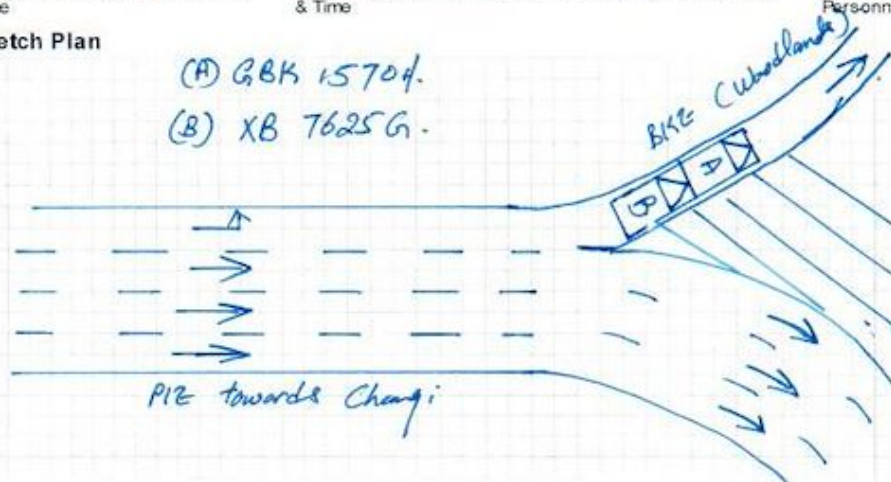 e & Time Personn
etch Plan
(A) GBK 1570H.
(B) XB 7625G.
BKE (Woodlands)
A
B
PIE towards Changi